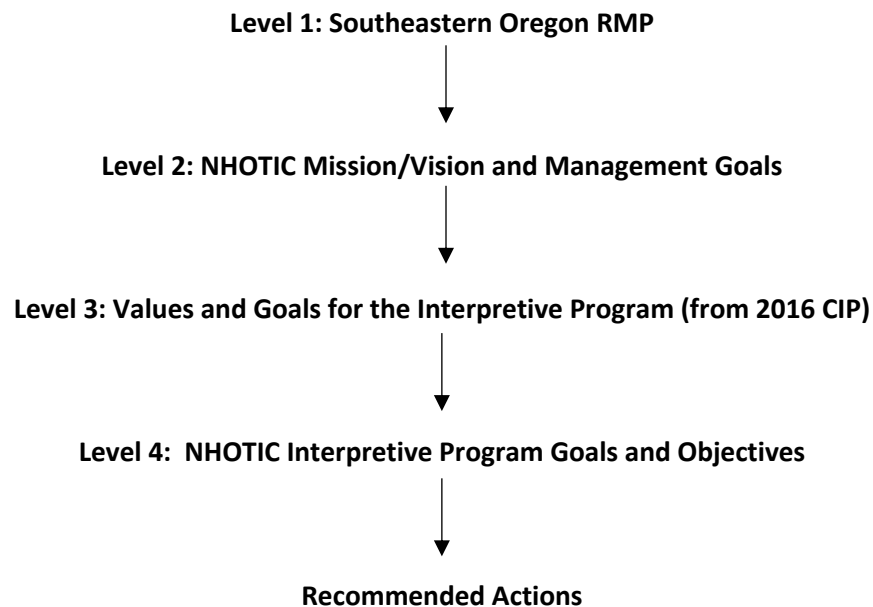 Level 1: Southeastern Oregon RMP
Level 2: NHOTIC Mission/Vision and Management Goals
Level 3: Values and Goals for the Interpretive Program (from 2016 CIP)
Level 4:  NHOTIC Interpretive Program Goals and Objectives
Recommended Actions